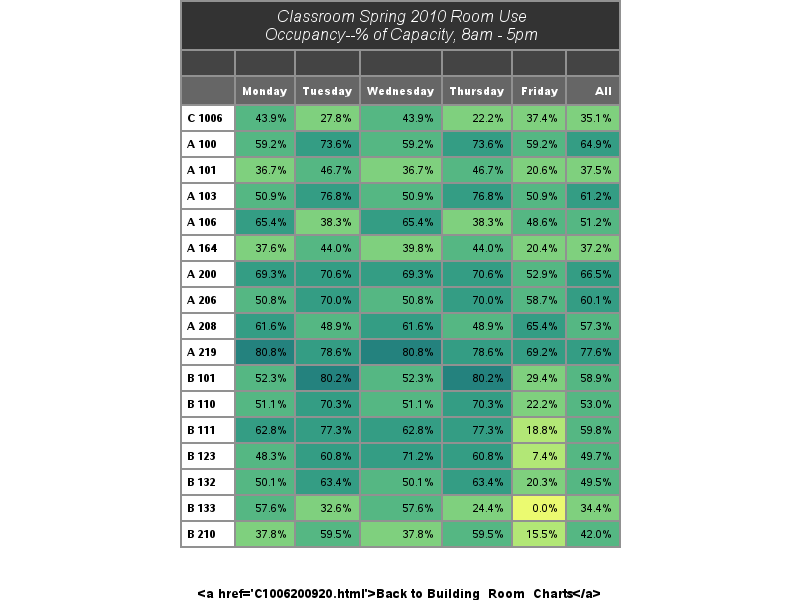 Classroom Spring 2010 Room Use
Occupancy--% of Capacity, 8am - 5pm
Monday Tuesday Wednesday Thursday Friday All
C 1006 43.9% 27.8% 43.9% 22.2% 37.4% 35.1%
A 100 59.2% 73.6% 59.2% 73.6% 59.2% 64.9%
A 101 36.7% 46.7% 36.7% 46.7% 20.6% 37.5%
A 103 50.9% 76.8% 50.9% 76.8% 50.9% 61.2%
A 106 65.4% 38.3% 65.4% 38.3% 48.6% 51.2%
A 164 37.6% 44.0% 39.8% 44.0% 20.4% 37.2%
A 200 69.3% 70.6% 69.3% 70.6% 52.9% 66.5%
A 206 50.8% 70.0% 50.8% 70.0% 58.7% 60.1%
A 208 61.6% 48.9% 61.6% 48.9% 65.4% 57.3%
A 219 80.8% 78.6% 80.8% 78.6% 69.2% 77.6%
B 101 52.3% 80.2% 52.3% 80.2% 29.4% 58.9%
B 110 51.1% 70.3% 51.1% 70.3% 22.2% 53.0%
B 111 62.8% 77.3% 62.8% 77.3% 18.8% 59.8%
B 123 48.3% 60.8% 71.2% 60.8% 7.4% 49.7%
B 132 50.1% 63.4% 50.1% 63.4% 20.3% 49.5%
B 133 57.6% 32.6% 57.6% 24.4% 0.0% 34.4%
B 210 37.8% 59.5% 37.8% 59.5% 15.5% 42.0%
<a href='C1006200920.html'>Back to Building Room Charts</a>